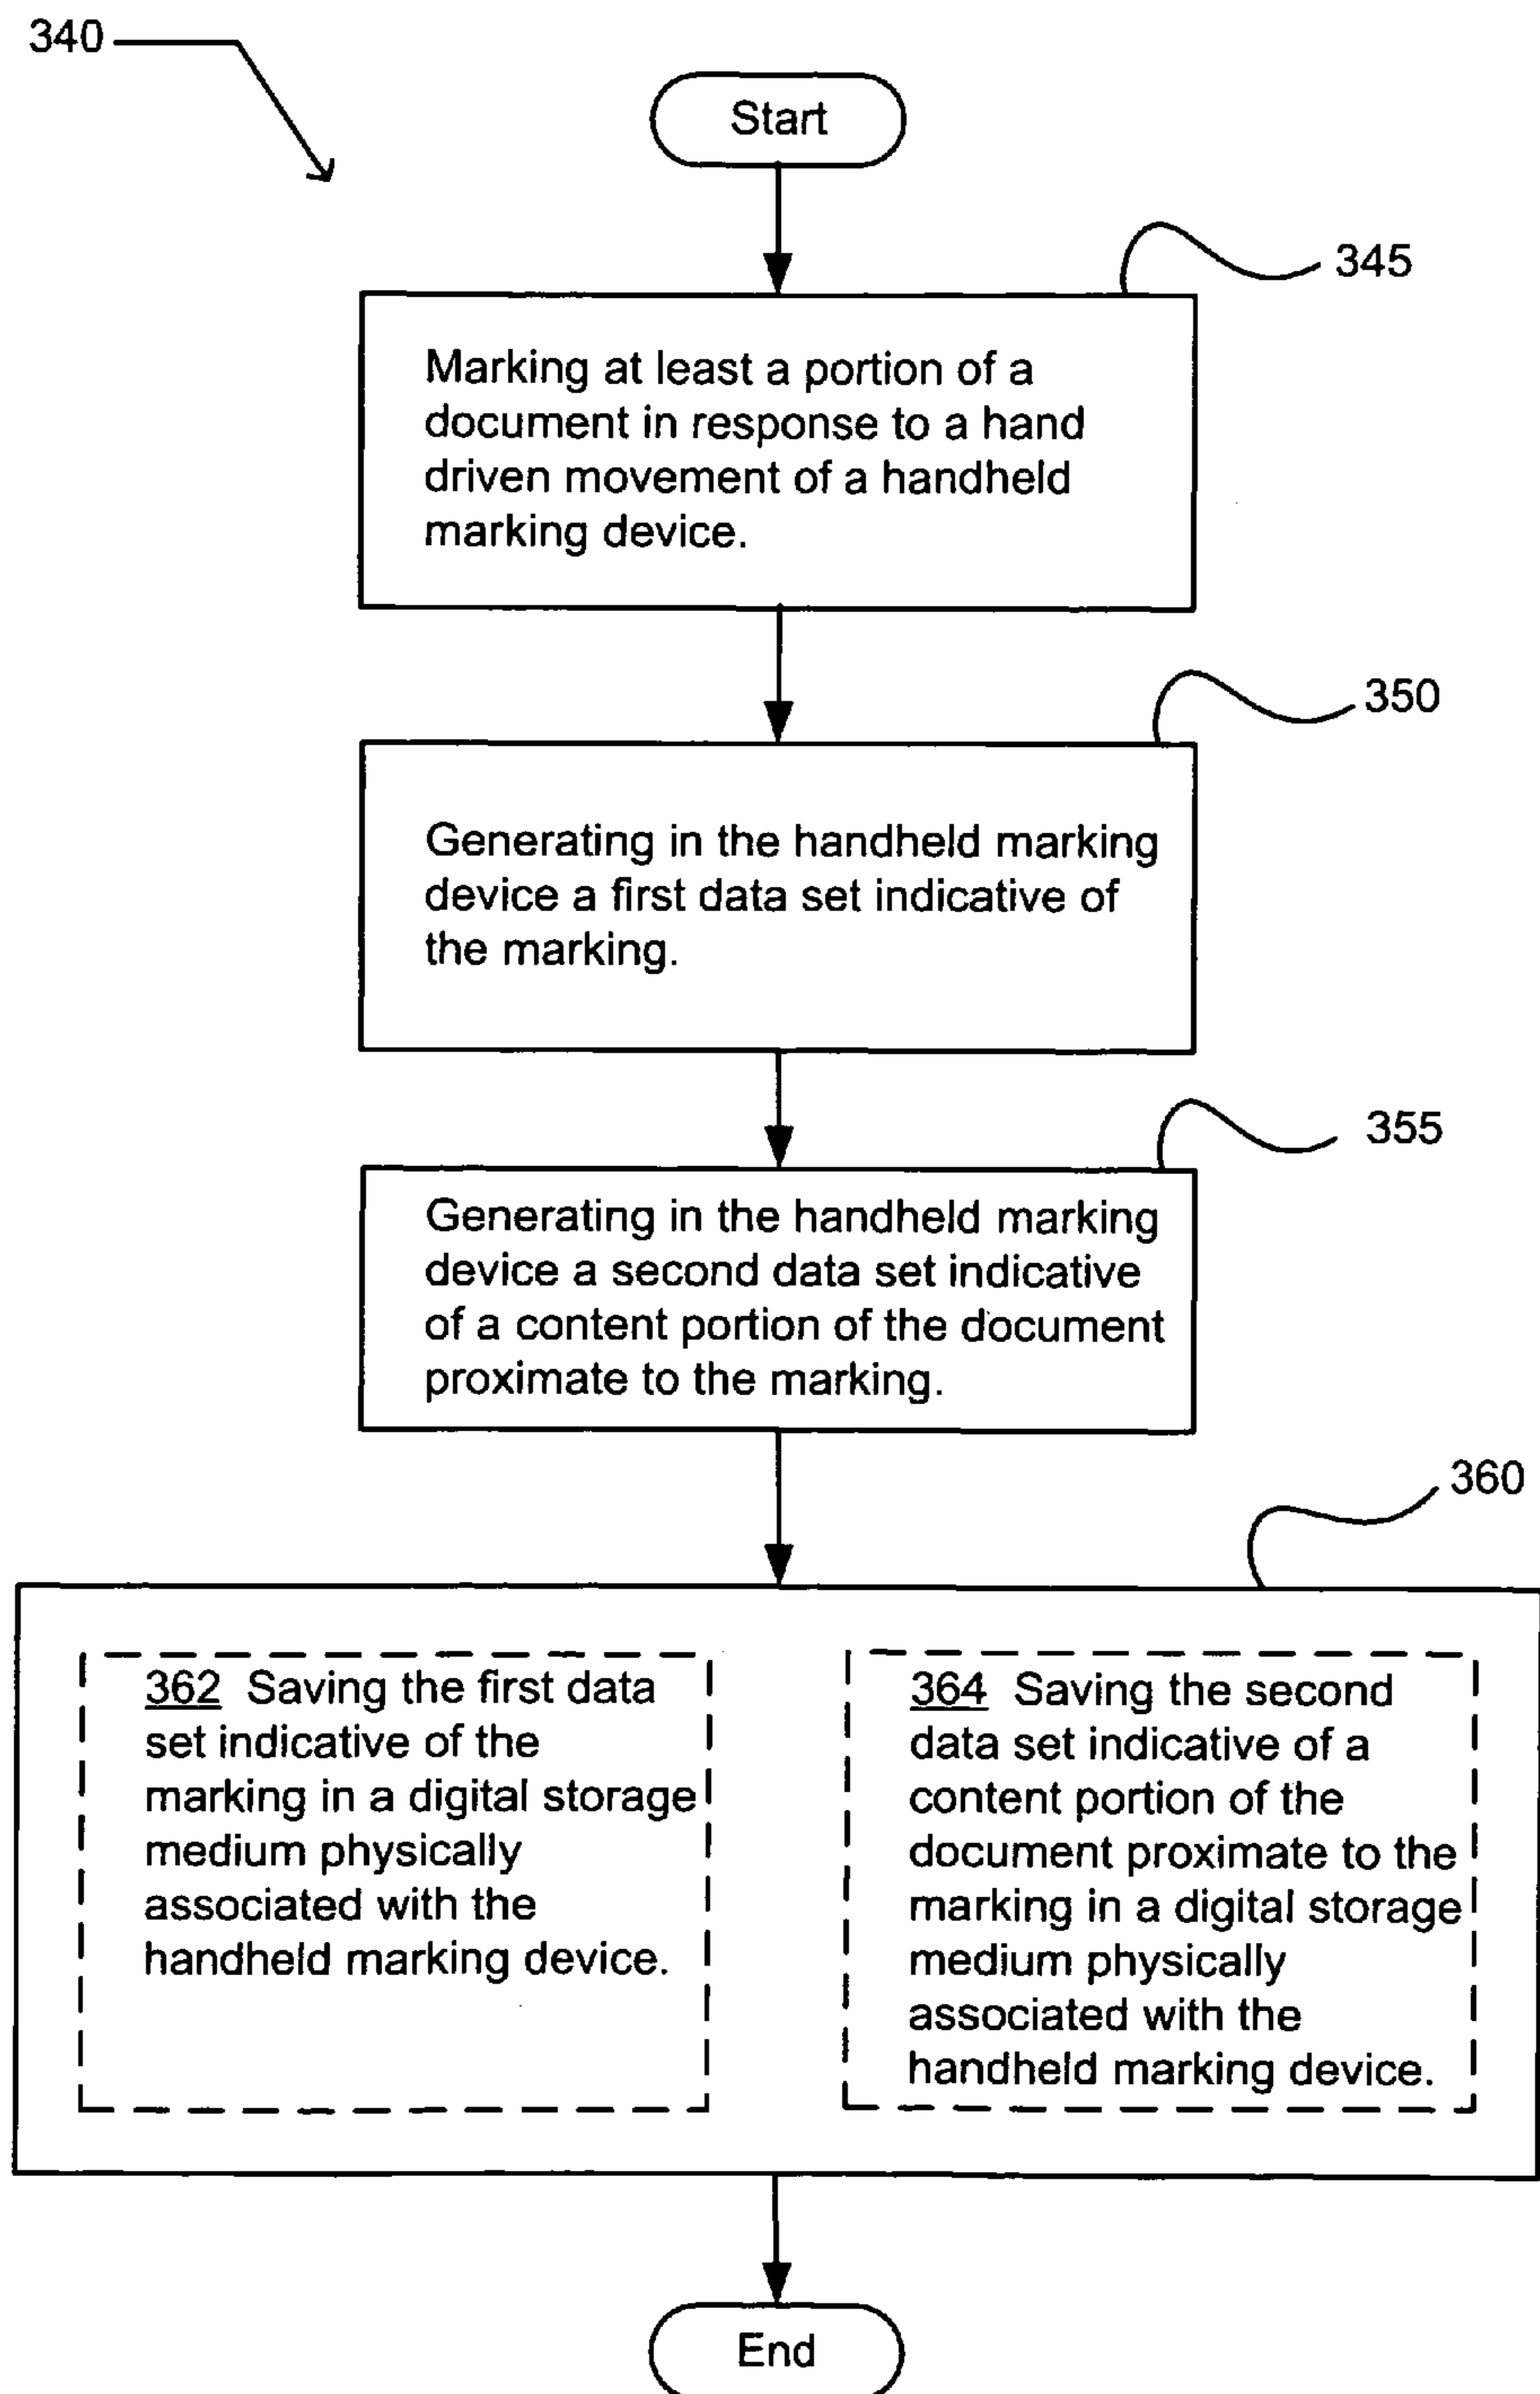 340
Start
345
Marking at least a portion of a
document in response to a hand
driven movement of a handheld
marking device.
350
Generating in the handheld marking
device a first data set indicative of
the marking.
355
Generating in the handheld marking
device a second data set indicative
of a content portion of the document
proximate to the marking.
360
362 Saving the first data
set indicative of the
marking in a digital storage
medium physically
associated with the
handheld marking device.
364 Saving the second
data set indicative of a
content portion of the
document proximate to the
marking in a digital storage
medium physically
associated with the
handheld marking device.
End